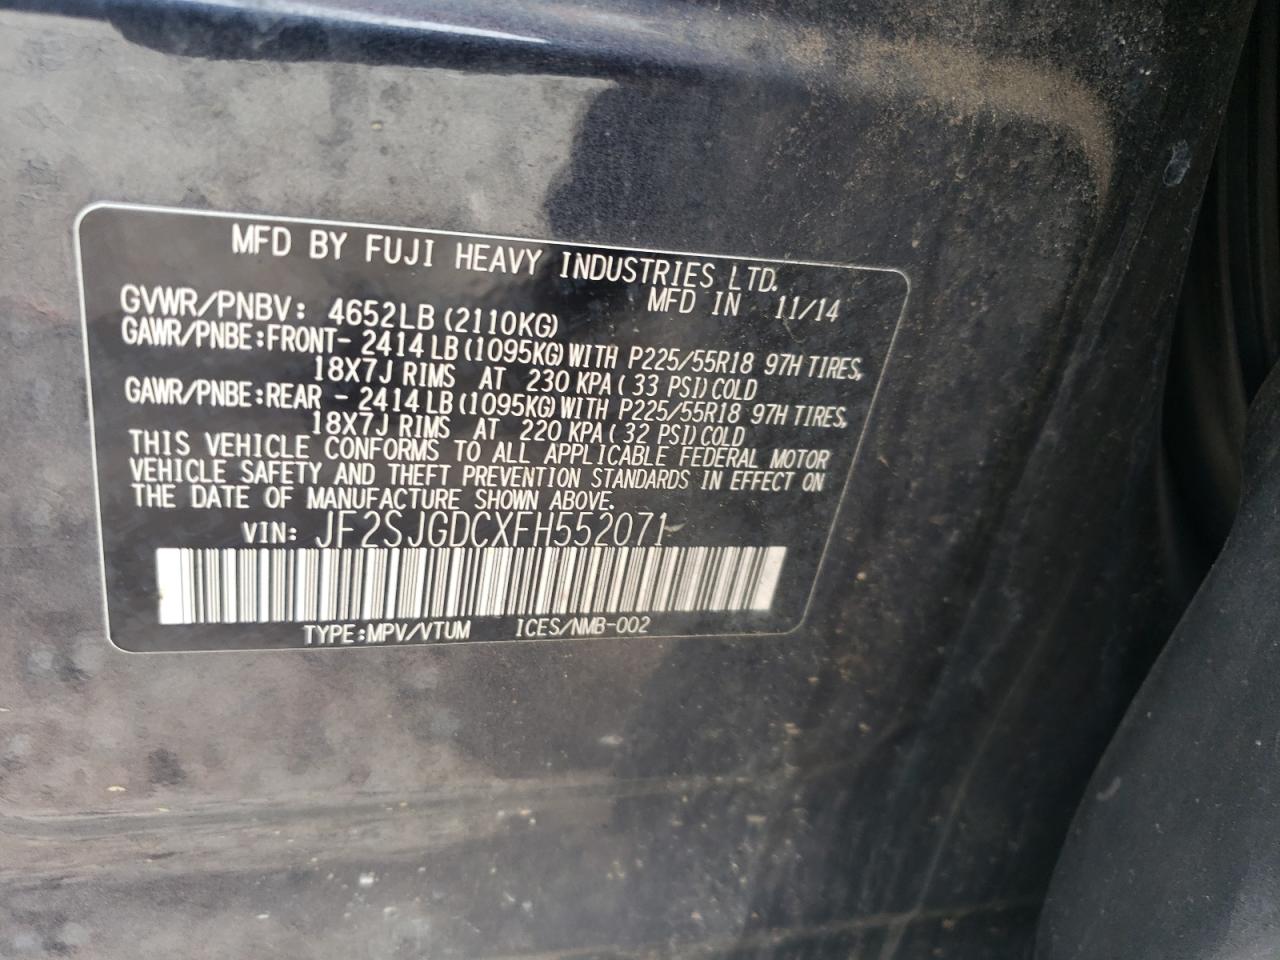 MFD BY FUJI HEAVY INDUSTRIES LTD.
MFD IN 11/14
GVWR/PNBV: 4652LB(2110KG)
GAWR/PNBE:FRONT- 2414LB(1095KG)WITH P225/55R18 97H TIRES,
18X7J RIMS AT 230 KPA(33 PSI)COLD
GAWR/PNBE:REAR - 2414LB(1095KG)WITH P225/55R18 97H TIRES,
18X7J RIMS AT 220 KPA(32 PSI)COLD
THIS VEHICLE CONFORMS TO ALL APPLICABLE FEDERAL MOTOR
VEHICLE SAFETY AND THEFT PREVENTION STANDARDS IN EFFECT ON
THE DATE OF MANUFACTURE SHOWN ABOVE.
VIN: JF2SJGDCXFH552071
TYPE:MPV/VTUM ICES/NMB-002